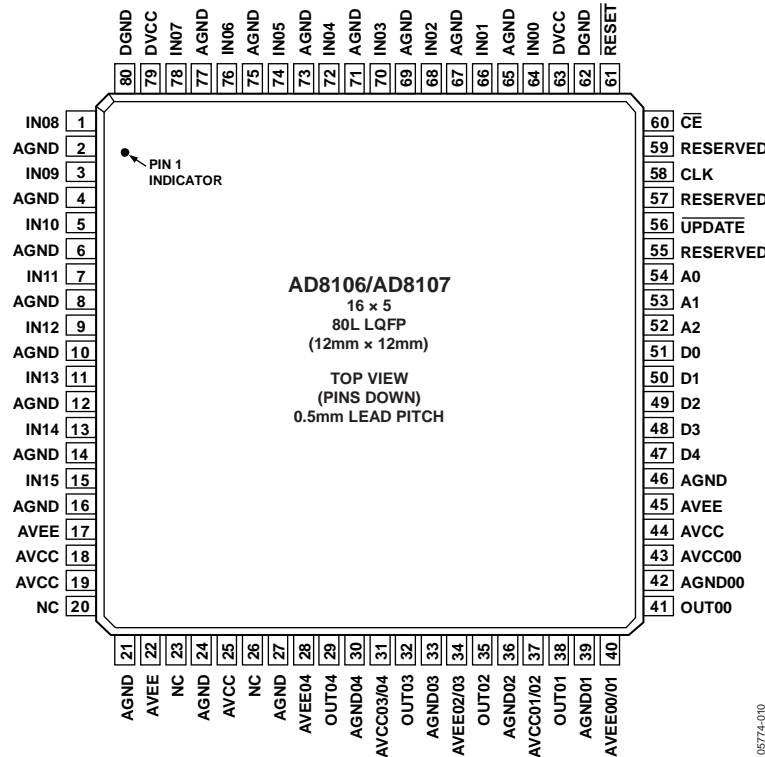 80 DGND
79 DVCC
78 IN07
77 AGND
76 IN06
75 AGND
74 IN05
73 AGND
72 IN04
71 AGND
70 IN03
69 AGND
68 IN02
67 AGND
66 IN01
65 AGND
64 IN00
63 DVCC
62 DGND
61 RESET
IN08 1
AGND 2
IN09 3
AGND 4
IN10 5
AGND 6
IN11 7
AGND 8
IN12 9
AGND 10
IN13 11
AGND 12
IN14 13
AGND 14
IN15 15
AGND 16
AVEE 17
AVCC 18
AVCC 19
NC 20
PIN 1
INDICATOR
AD8106/AD8107
16 × 5
80L LQFP
(12mm × 12mm)
TOP VIEW
(PINS DOWN)
0.5mm LEAD PITCH
60 CE
59 RESERVED
58 CLK
57 RESERVED
56 UPDATE
55 RESERVED
54 A0
53 A1
52 A2
51 D0
50 D1
49 D2
48 D3
47 D4
46 AGND
45 AVEE
44 AVCC
43 AVCC00
42 AGND00
41 OUT00
AGND 21
AVEE 22
NC 23
AGND 24
AVCC 25
NC 26
AGND 27
AVEE04 28
OUT04 29
AGND04 30
AVCC03/04 31
OUT03 32
AGND03 33
AVEE02/03 34
OUT02 35
AGND02 36
AVCC01/02 37
OUT01 38
AGND01 39
AVEE00/01 40
05774-010